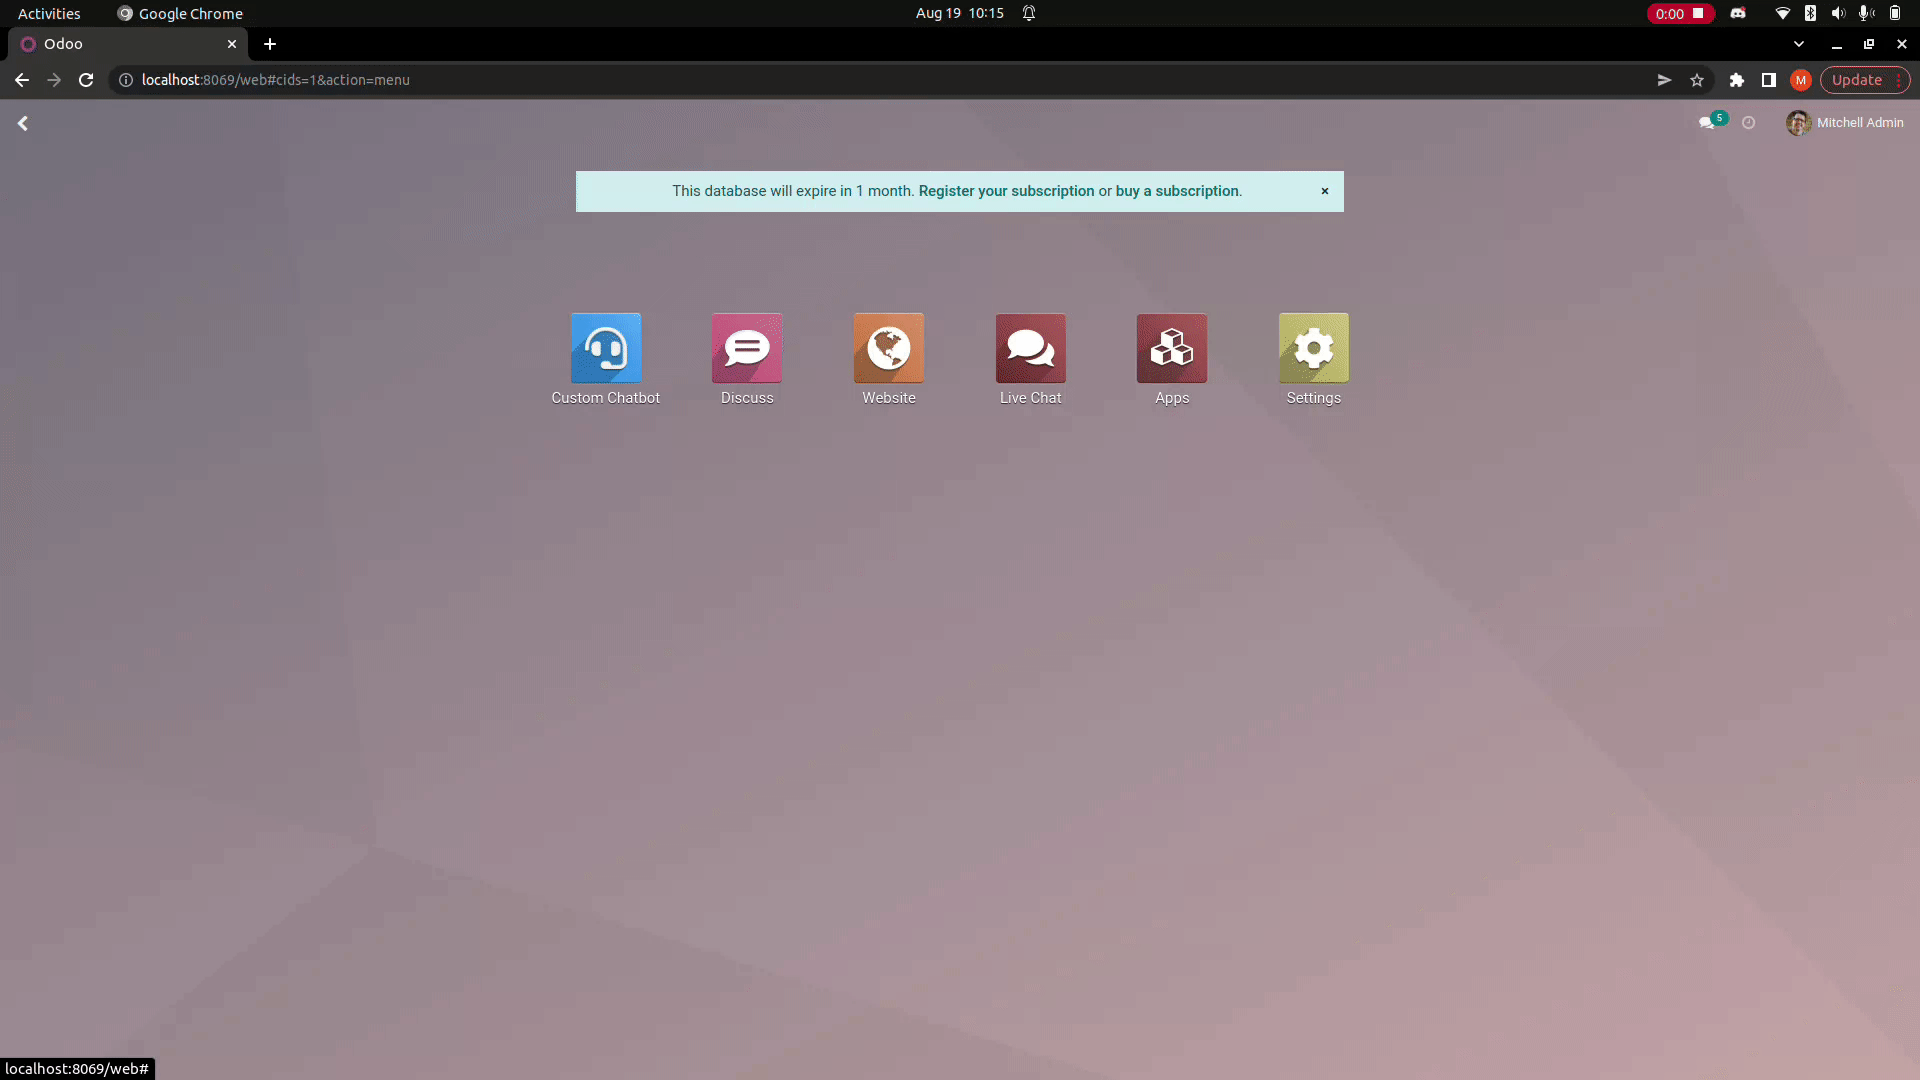 Activities Google Chrome Aug 19 10:15 0:00
Odoo
localhost:8069/web#cids=1&action=menu M Update
5 Mitchell Admin
This database will expire in 1 month. Register your subscription or buy a subscription.
Custom Chatbot Discuss Website Live Chat Apps Settings
localhost:8069/web#